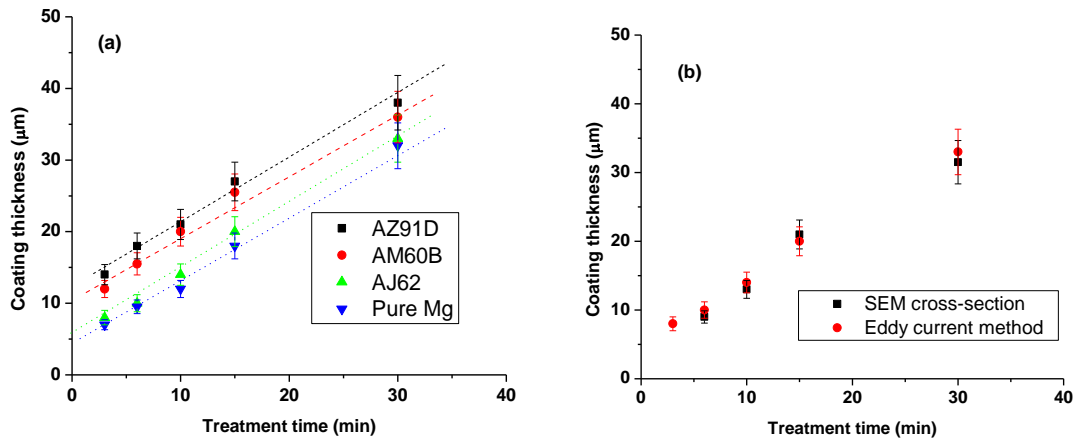 (a)
Coating thickness (μm)
50
40
30
20
10
0
AZ91D
AM60B
AJ62
Pure Mg
0 10 20 30 40
Treatment time (min)
(b)
Coating thickness (μm)
50
40
30
20
10
0
SEM cross-section
Eddy current method
0 10 20 30 40
Treatment time (min)